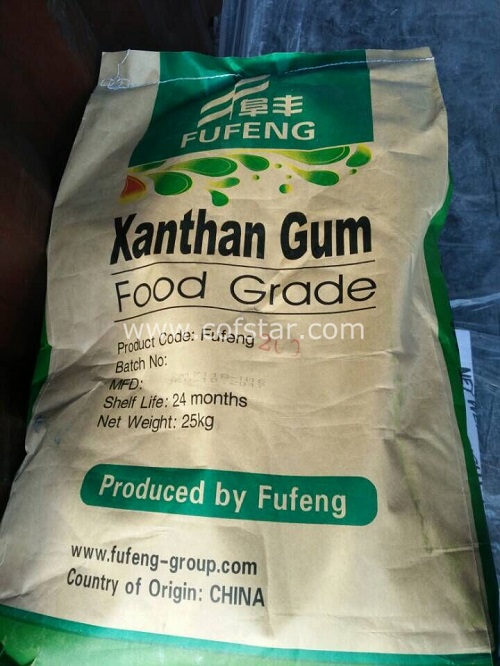 阜丰
FUFENG
Xanthan Gum
Food Grade
www.cofstar.com
Product Code: Fufeng
Batch No:
MFD:
Shelf Life: 24 months
Net Weight: 25kg
Produced by Fufeng
www.fufeng-group.com
Country of Origin: CHINA
NET